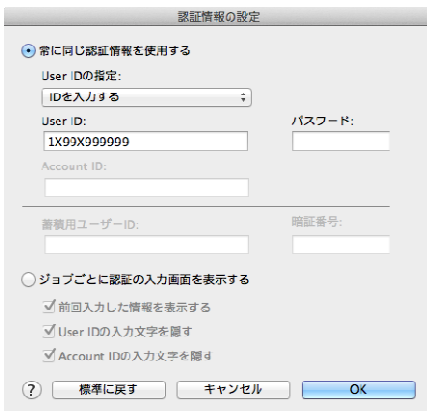 認証情報の設定
常に同じ認証情報を使用する
User IDの指定:
IDを入力する
User ID: パスワード:
1X99X999999
Account ID:
蓄積用ユーザーID: 暗証番号:
ジョブごとに認証の入力画面を表示する
前回入力した情報を表示する
User IDの入力文字を隠す
Account IDの入力文字を隠す
? 標準に戻す キャンセル OK